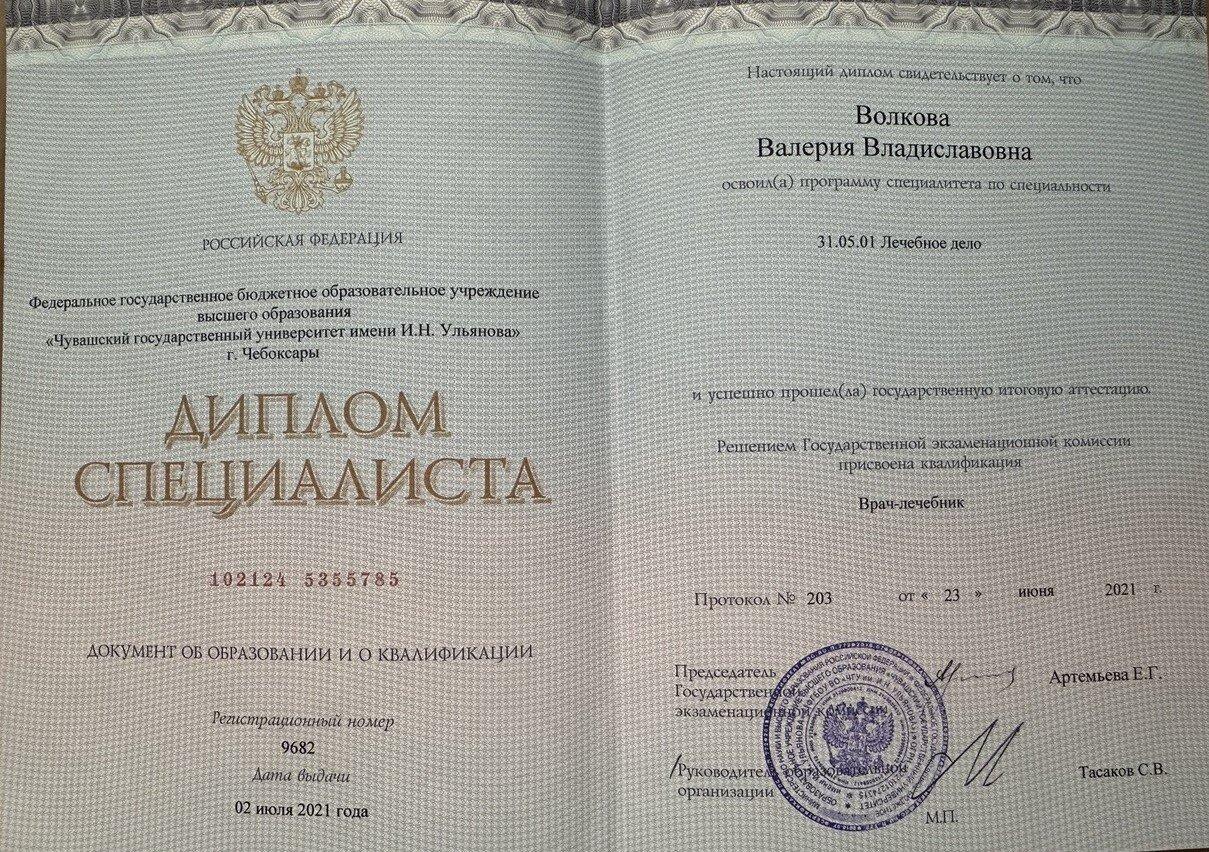 РОССИЙСКАЯ ФЕДЕРАЦИЯ
Федеральное государственное бюджетное образовательное учреждение
высшего образования
«Чувашский государственный университет имени И.Н. Ульянова»
г. Чебоксары
ДИПЛОМ
СПЕЦИАЛИСТА
102124 5355785
ДОКУМЕНТ ОБ ОБРАЗОВАНИИ И О КВАЛИФИКАЦИИ
Регистрационный номер
9682
Дата выдачи
02 июля 2021 года
Настоящий диплом свидетельствует о том, что
Волкова
Валерия Владиславовна
освоил(а) программу специалитета по специальности
31.05.01 Лечебное дело
и успешно прошел(ла) государственную итоговую аттестацию.
Решением Государственной экзаменационной комиссии
присвоена квалификация
Врач-лечебник
Протокол № 203 от « 23 » июня 2021 г.
Председатель
Государственной
экзаменационной комиссии
Артемьева Е.Г.
Руководитель образовательной
организации
Тасаков С.В.
М.П.